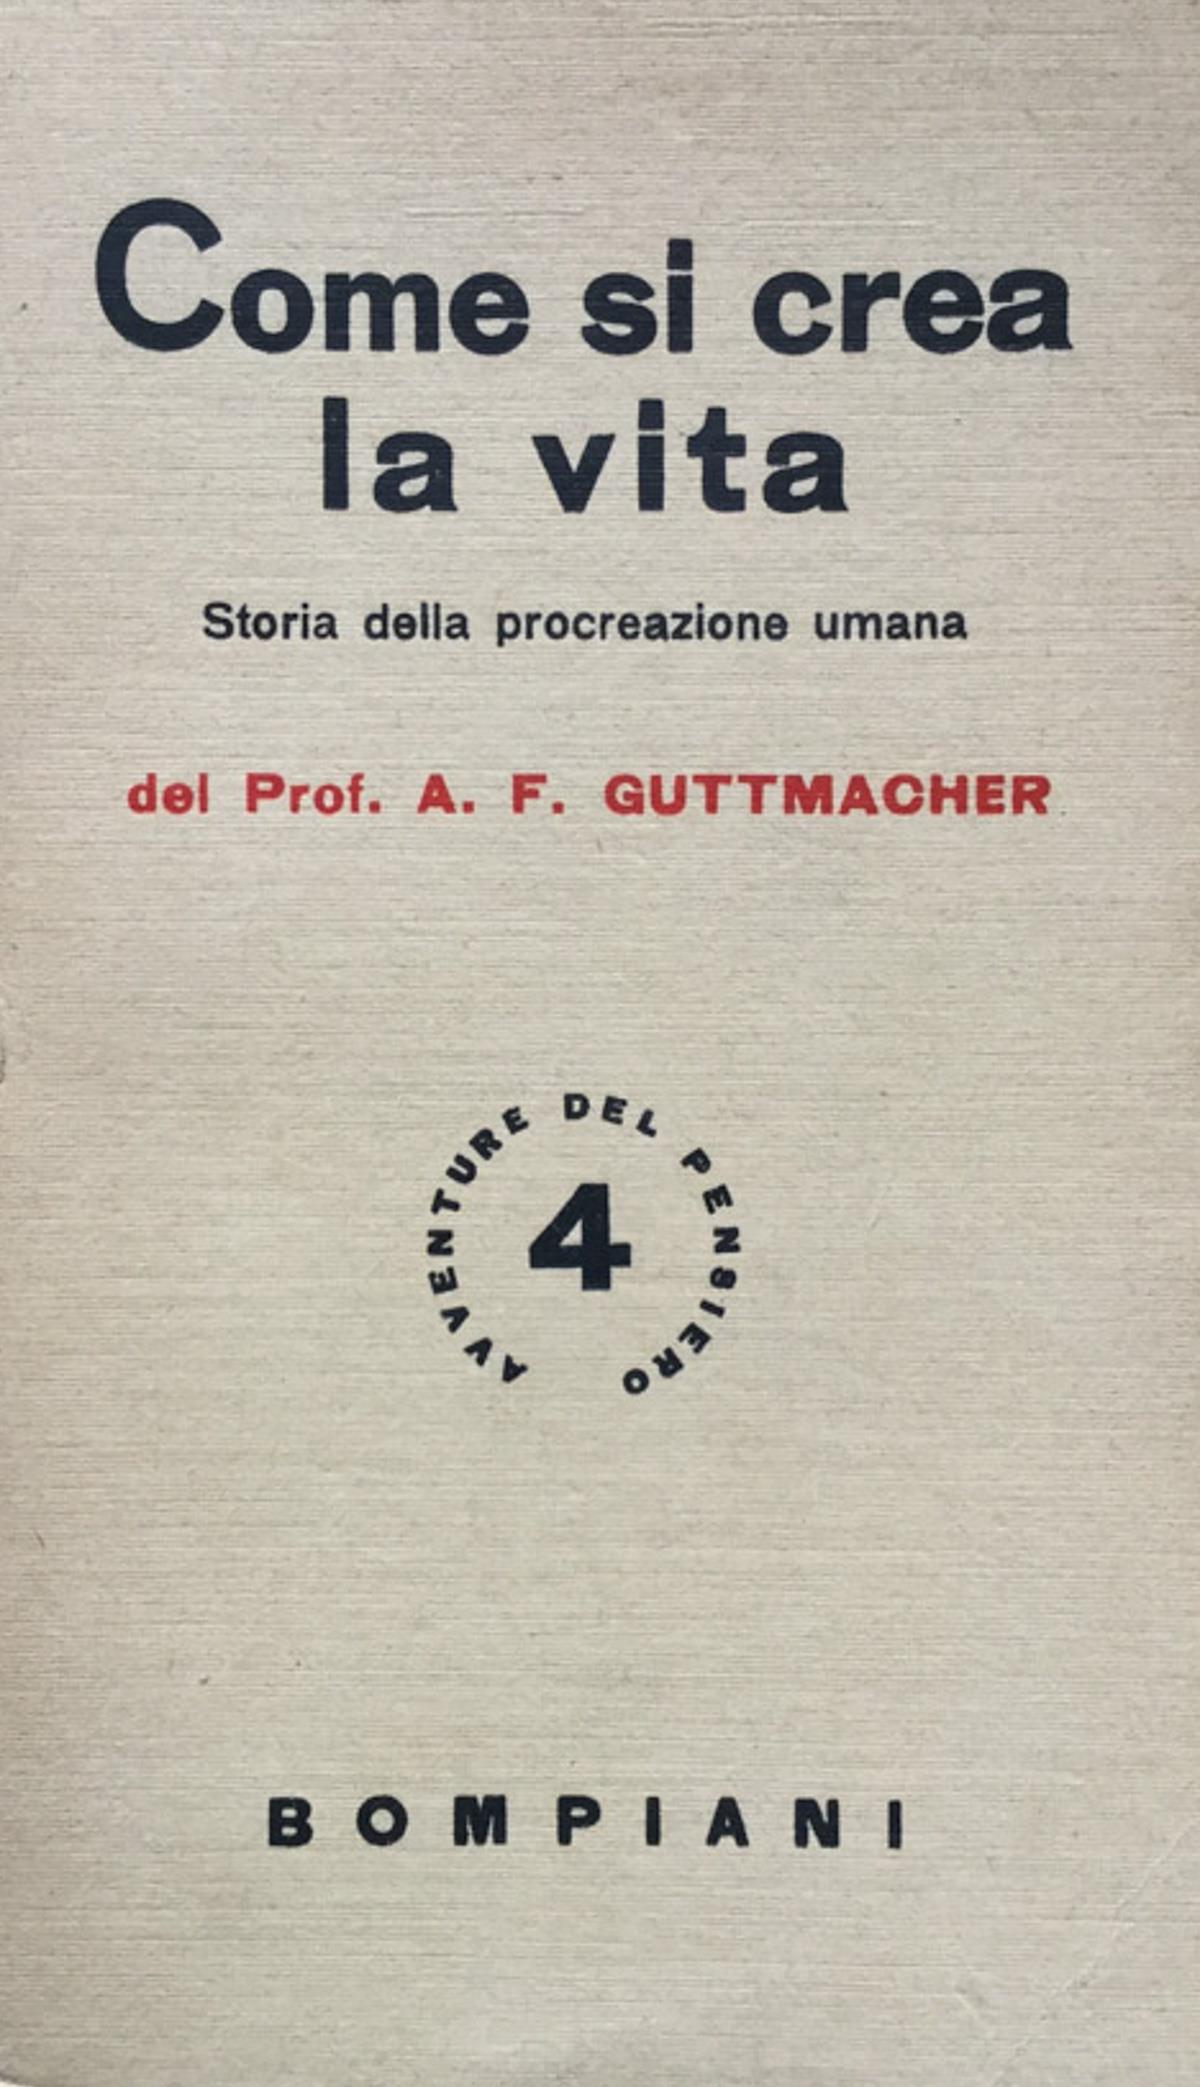 Come si crea
la vita
Storia della procreazione umana
del Prof. A. F. GUTTMACHER
AVVENTURE DEL PENSIERO
4
BOMPIANI